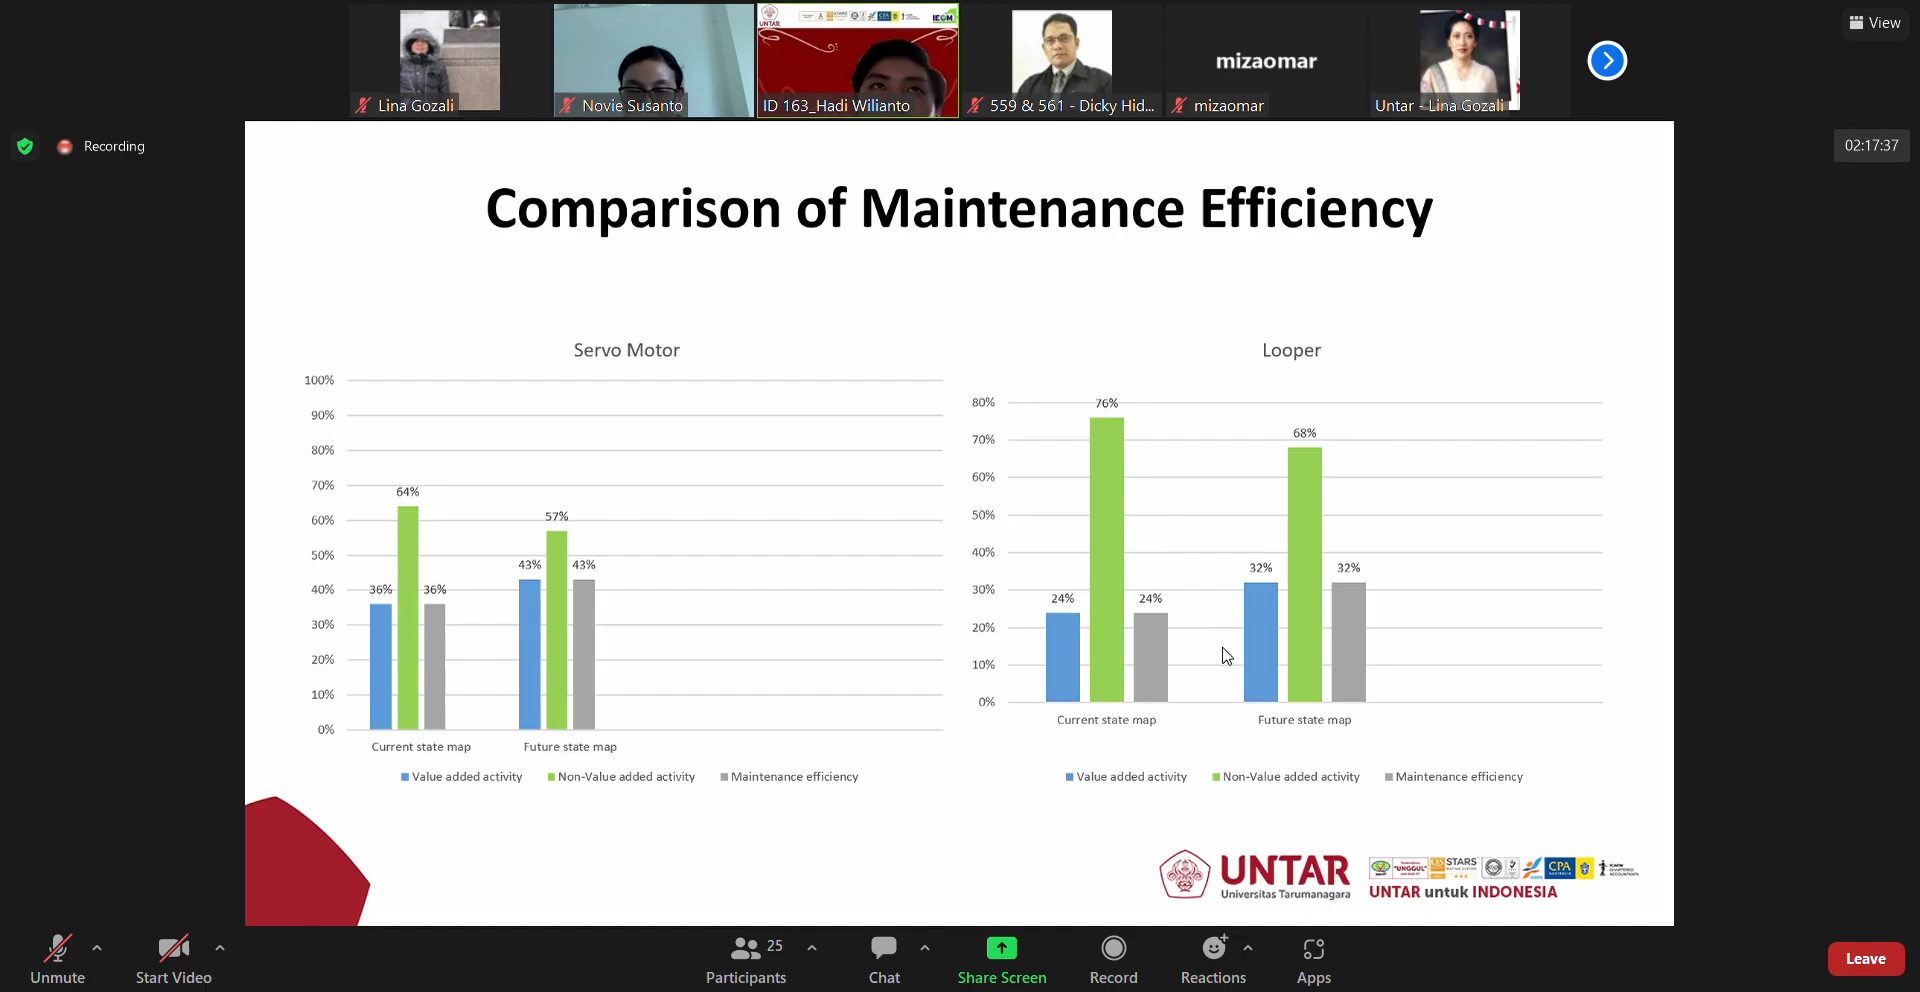 View
mizaomar
Lina Gozali
Novie Susanto
ID 163_Hadi Wilianto
559 & 561 - Dicky Hid...
mizaomar
Untar - Lina Gozali
UNTAR
IEOM
Recording
02:17:37
Comparison of Maintenance Efficiency
Servo Motor
100%
90%
80%
70%
60%
50%
40%
30%
20%
10%
0%
64%
57%
36%
36%
43%
43%
Current state map
Future state map
Value added activity
Non-Value added activity
Maintenance efficiency
Looper
80%
70%
60%
50%
40%
30%
20%
10%
0%
76%
68%
24%
24%
32%
32%
Current state map
Future state map
Value added activity
Non-Value added activity
Maintenance efficiency
UNTAR
Universitas Tarumanagara
"UNGGUL"
STARS
CPA
UNTAR untuk INDONESIA
Unmute
Start Video
25
Participants
Chat
Share Screen
Record
Reactions
Apps
Leave